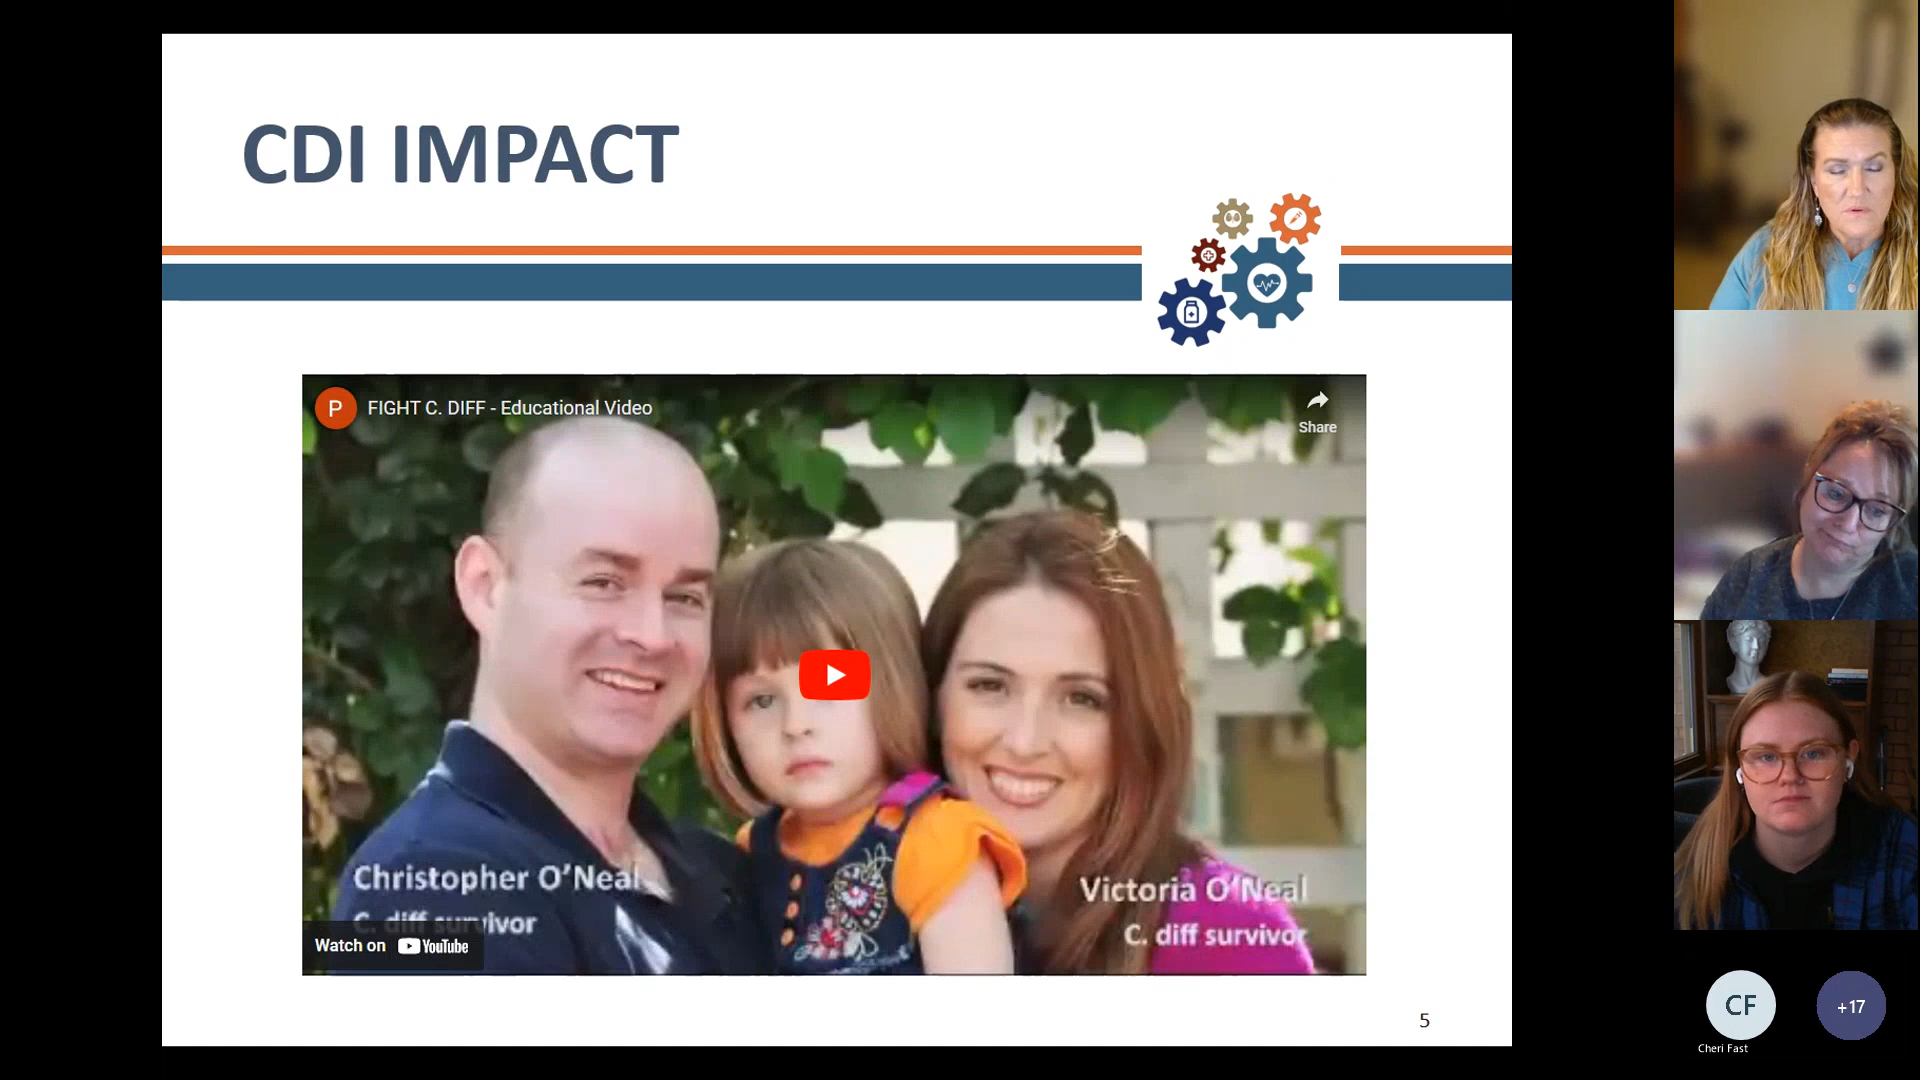 CDI IMPACT
P
FIGHT C. DIFF - Educational Video
Share
Christopher O'Neal
C. diff survivor
Victoria O'Neal
C. diff survivor
Watch on YouTube
5
CF
+17
Cheri Fast